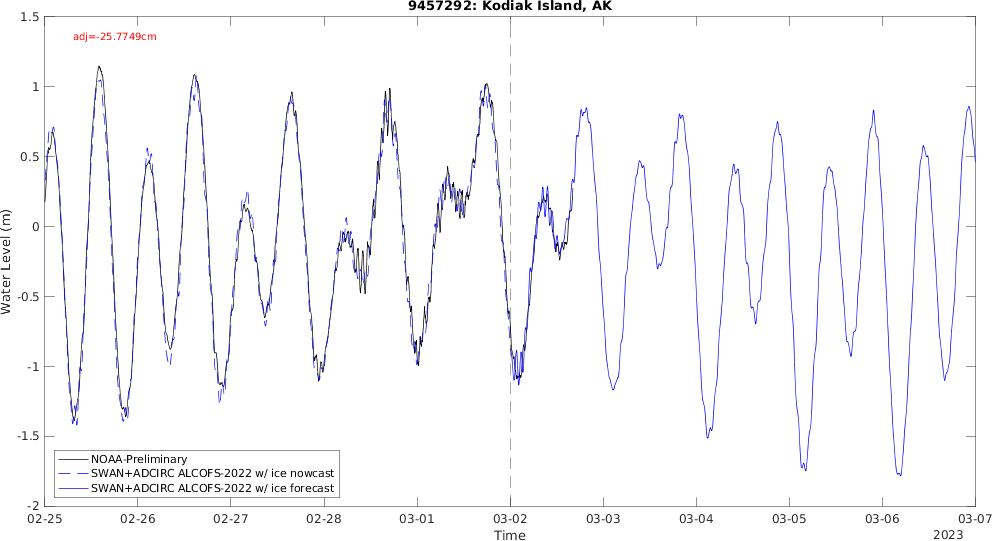 9457292: Kodiak Island, AK
adj=-25.7749cm
1.5
1
0.5
0
-0.5
-1
-1.5
-2
Water Level (m)
NOAA-Preliminary
SWAN+ADCIRC ALCOFS-2022 w/ ice nowcast
SWAN+ADCIRC ALCOFS-2022 w/ ice forecast
02-25 02-26 02-27 02-28 03-01 03-02 03-03 03-04 03-05 03-06 03-07
Time
2023